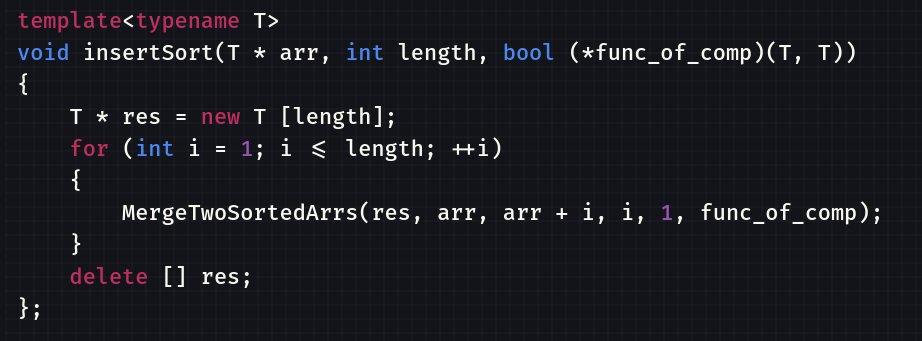 template<typename T>
void insertSort(T * arr, int length, bool (*func_of_comp)(T, T))
{
    T * res = new T [length];
    for (int i = 1; i <= length; ++i)
    {
        MergeTwoSortedArrs(res, arr, arr + i, i, 1, func_of_comp);
    }
    delete [] res;
};